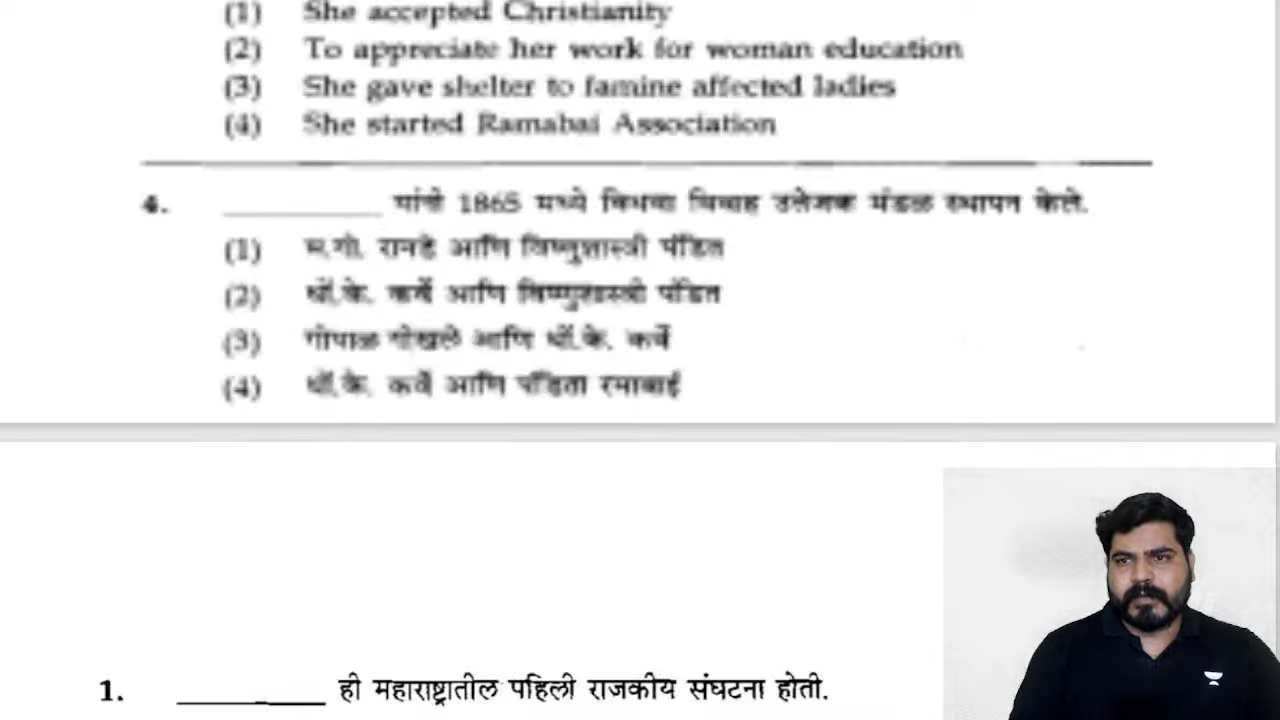 (1) She accepted Christianity
(2) To appreciate her work for woman education
(3) She gave shelter to famine affected ladies
(4) She started Ramabai Association
4. ____________ यांनी 1865 मध्ये विधवा विवाह उत्तेजक मंडळ स्थापन केले.
(1) म.गो. रानडे आणि विष्णुशास्त्री पंडित
(2) धों.के. कर्वे आणि विष्णुशास्त्री पंडित
(3) गोपाळ गोखले आणि धों.के. कर्वे
(4) धों.के. कर्वे आणि पंडिता रमाबाई
1. ____________ ही महाराष्ट्रातील पहिली राजकीय संघटना होती.